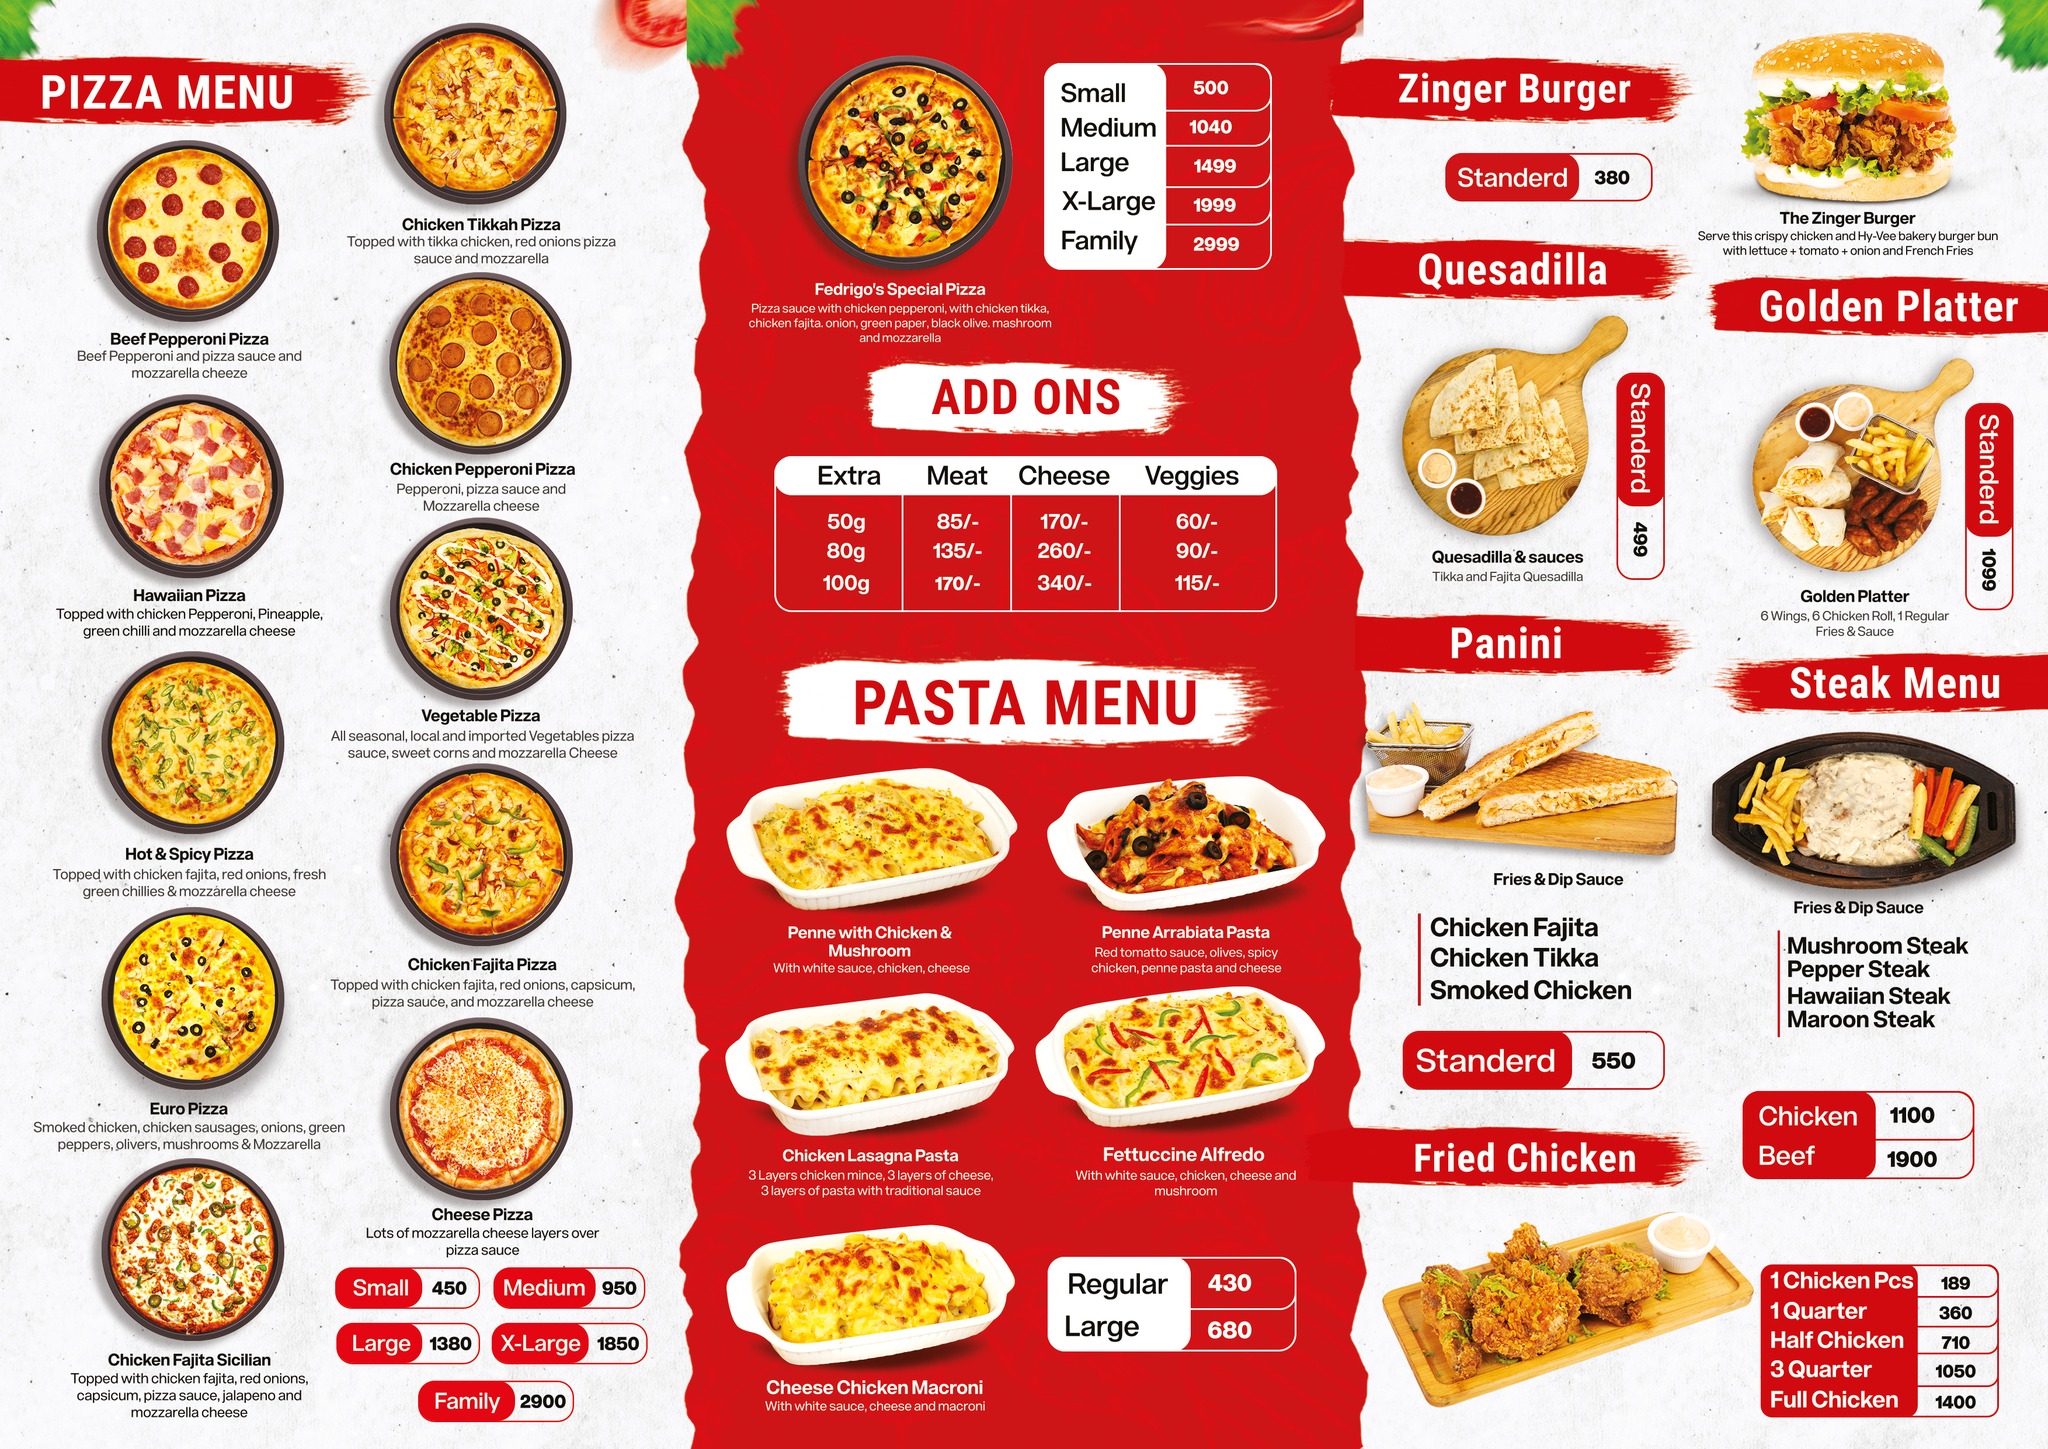 PIZZA MENU
Beef Pepperoni Pizza
Beef Pepperoni and pizza sauce and
mozzarella cheeze
Hawaiian Pizza
Topped with chicken Pepperoni, Pineapple,
green chilli and mozzarella cheese
Hot & Spicy Pizza
Topped with chicken fajita, red onions, fresh
green chillies & mozzarella cheese
Euro Pizza
Smoked chicken, chicken sausages, onions, green
peppers, olivers, mushrooms & Mozzarella
Chicken Fajita Sicilian
Topped with chicken fajita, red onions,
capsicum, pizza sauce, jalapeno and
mozzarella cheese
Chicken Tikkah Pizza
Topped with tikka chicken, red onions pizza
sauce and mozzarella
Chicken Pepperoni Pizza
Pepperoni, pizza sauce and
Mozzarella cheese
Vegetable Pizza
All seasonal, local and imported Vegetables pizza
sauce, sweet corns and mozzarella Cheese
Chicken Fajita Pizza
Topped with chicken fajita, red onions, capsicum,
pizza sauce, and mozzarella cheese
Cheese Pizza
Lots of mozzarella cheese layers over
pizza sauce
Small 450 Medium 950
Large 1380 X-Large 1850
Family 2900
Fedrigo's Special Pizza
Pizza sauce with chicken pepperoni, with chicken tikka,
chicken fajita. onion, green paper, black olive. mashroom
and mozzarella
Small 500
Medium 1040
Large 1499
X-Large 1999
Family 2999
ADD ONS
Extra Meat Cheese Veggies
50g 85/- 170/- 60/-
80g 135/- 260/- 90/-
100g 170/- 340/- 115/-
PASTA MENU
Penne with Chicken &
Mushroom
With white sauce, chicken, cheese
Penne Arrabiata Pasta
Red tomatto sauce, olives, spicy
chicken, penne pasta and cheese
Chicken Lasagna Pasta
3 Layers chicken mince, 3 layers of cheese,
3 layers of pasta with traditional sauce
Fettuccine Alfredo
With white sauce, chicken, cheese and
mushroom
Cheese Chicken Macroni
With white sauce, cheese and macroni
Regular 430
Large 680
Zinger Burger
Standerd 380
The Zinger Burger
Serve this crispy chicken and Hy-Vee bakery burger bun
with lettuce + tomato + onion and French Fries
Quesadilla
Standerd 499
Quesadilla & sauces
Tikka and Fajita Quesadilla
Golden Platter
Standerd 1099
Golden Platter
6 Wings, 6 Chicken Roll, 1 Regular
Fries & Sauce
Panini
Fries & Dip Sauce
Chicken Fajita
Chicken Tikka
Smoked Chicken
Standerd 550
Steak Menu
Fries & Dip Sauce
Mushroom Steak
Pepper Steak
Hawaiian Steak
Maroon Steak
Chicken 1100
Beef 1900
Fried Chicken
1 Chicken Pcs 189
1 Quarter 360
Half Chicken 710
3 Quarter 1050
Full Chicken 1400